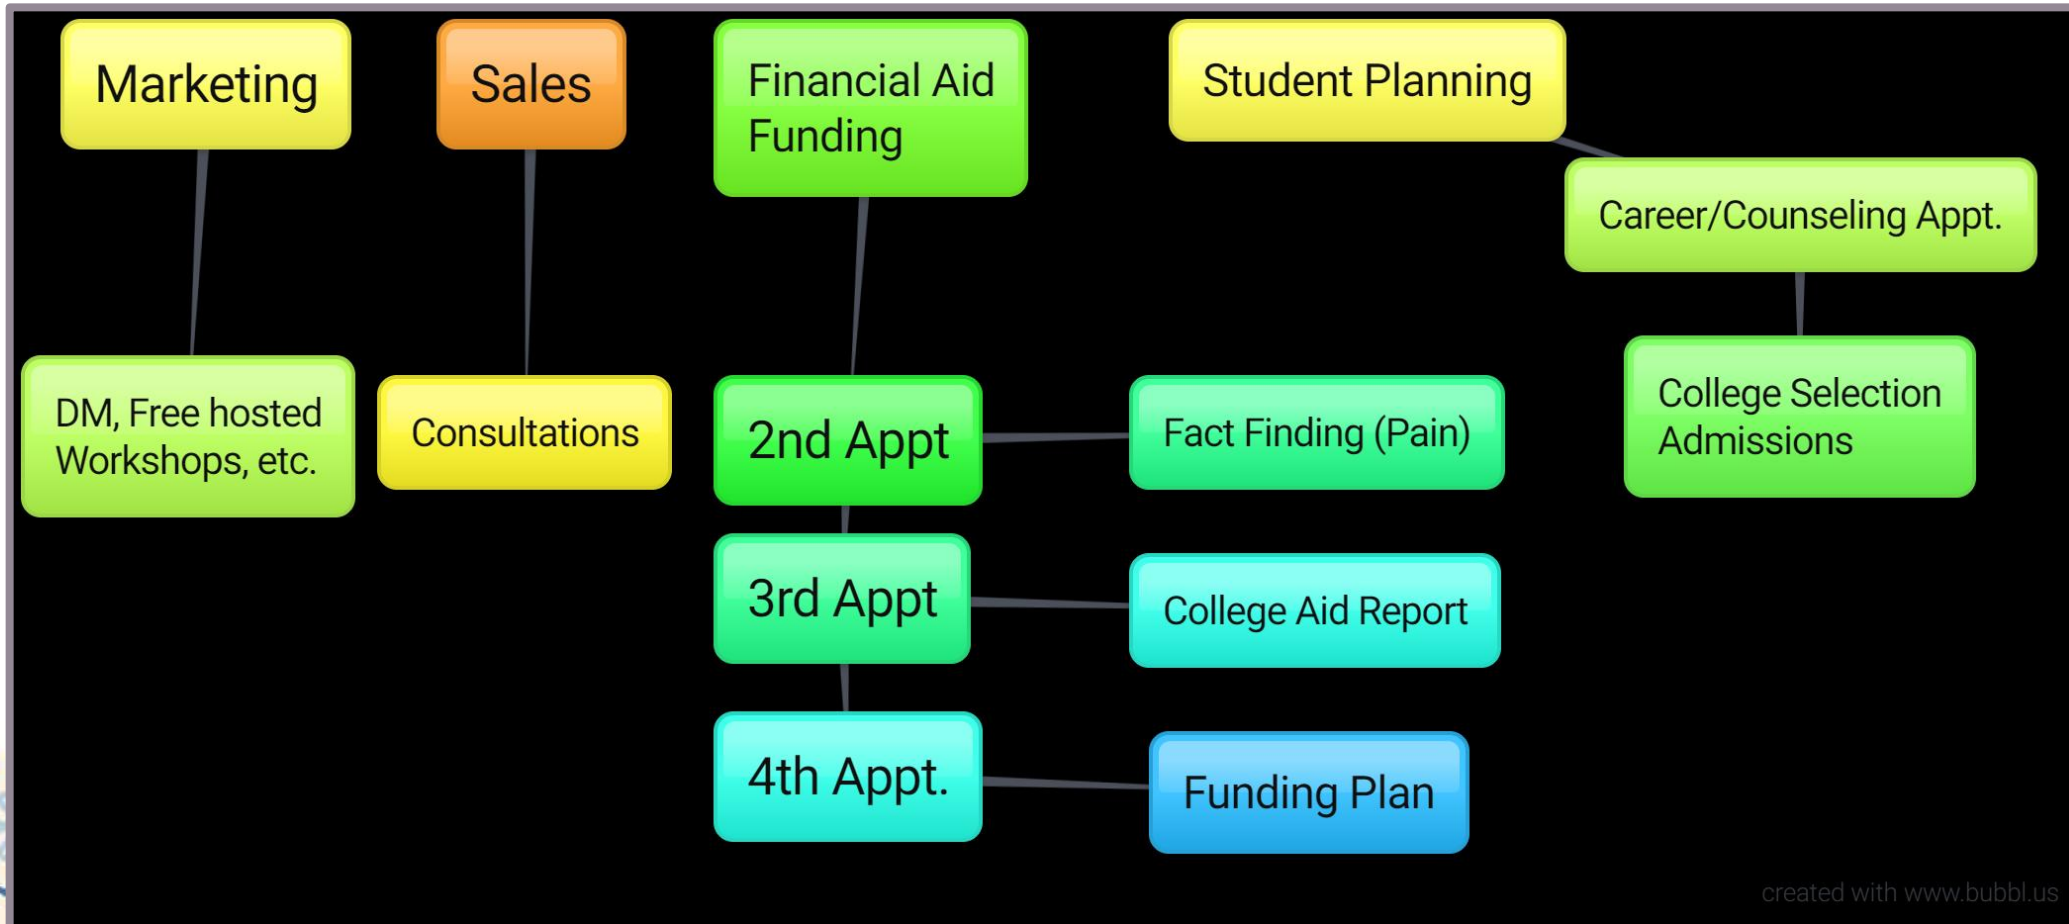 Marketing
Sales
Financial Aid
Funding
Student Planning
Career/Counseling Appt.
DM, Free hosted
Workshops, etc.
Consultations
2nd Appt
Fact Finding (Pain)
College Selection
Admissions
3rd Appt
College Aid Report
4th Appt.
Funding Plan
created with www.bubbl.us